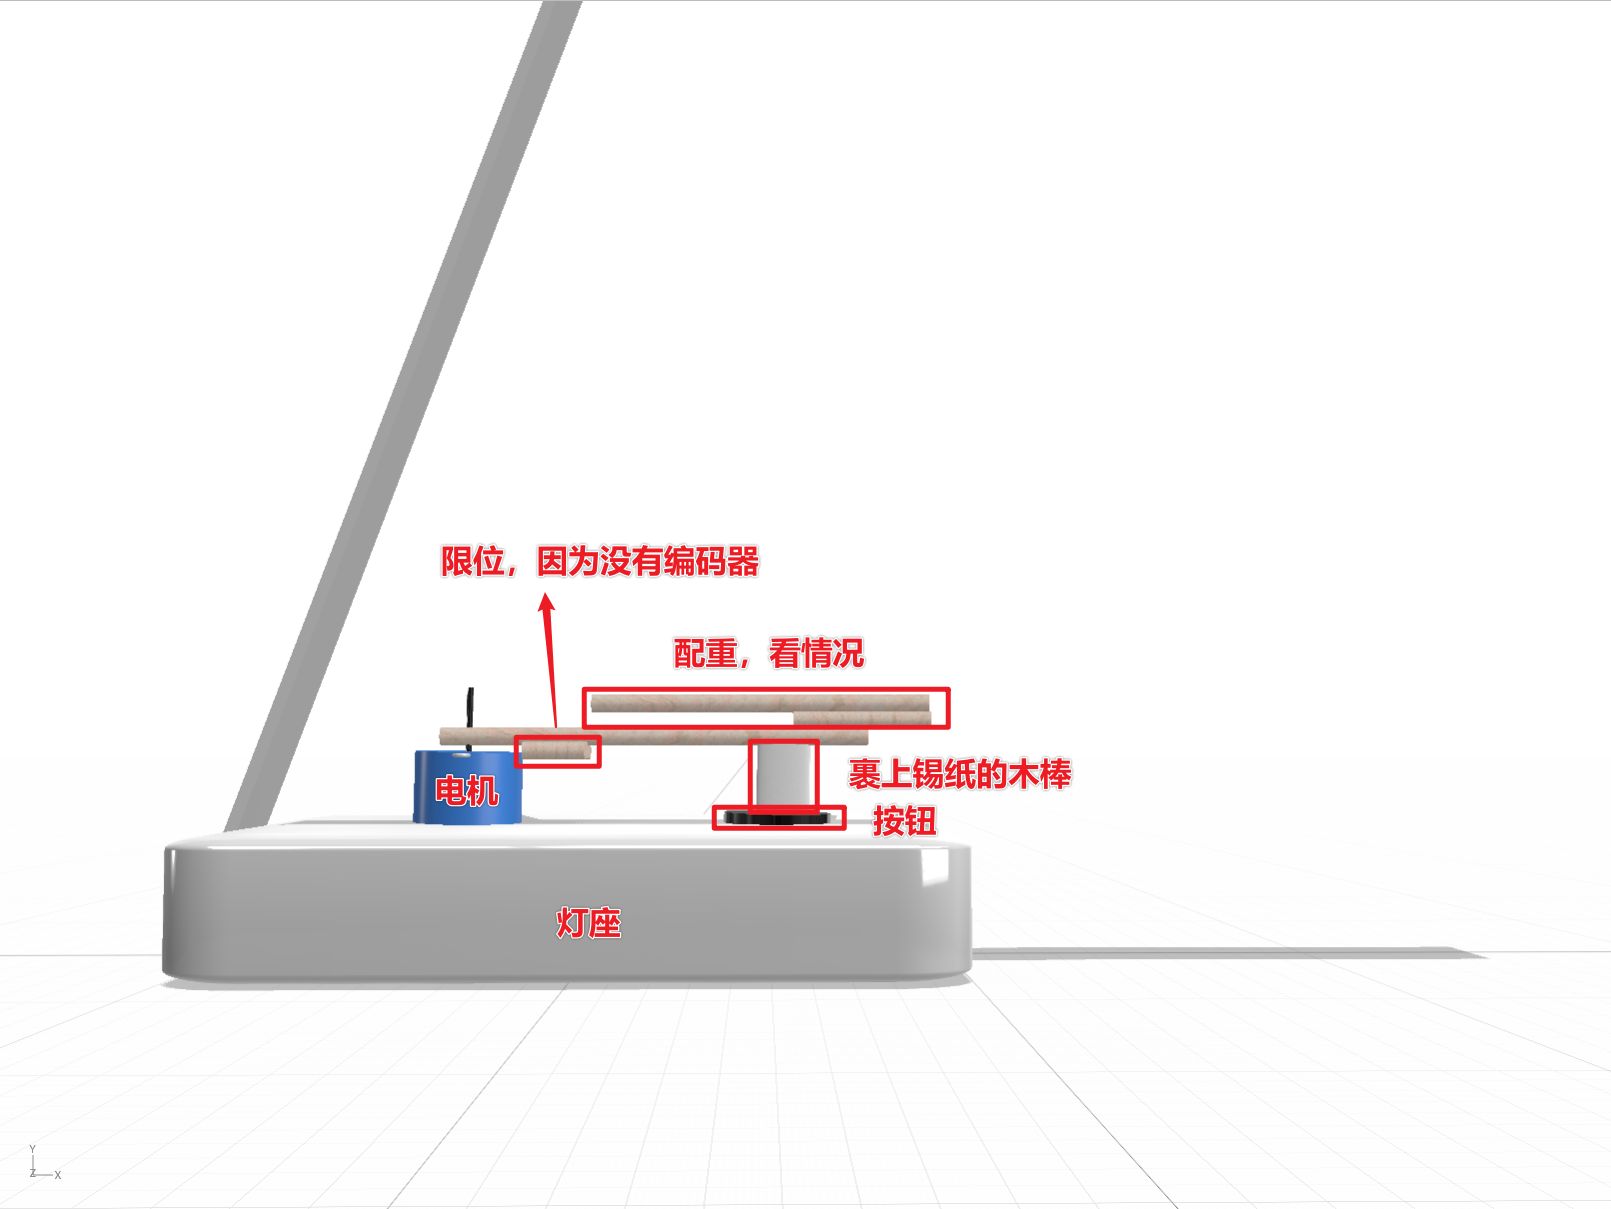 限位，因为没有编码器
配重，看情况
电机
裹上锡纸的木棒
按钮
灯座
Y
Z
X